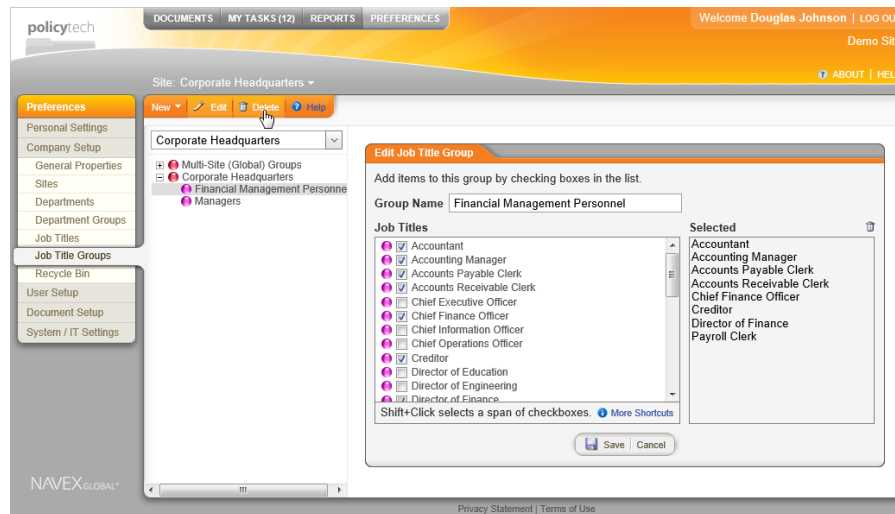 policytech
DOCUMENTS MY TASKS (12) REPORTS PREFERENCES
Welcome Douglas Johnson | LOG OU
Demo Sit
Site: Corporate Headquarters
ABOUT | HEL
Preferences
Personal Settings
Company Setup
General Properties
Sites
Departments
Department Groups
Job Titles
Job Title Groups
Recycle Bin
User Setup
Document Setup
System / IT Settings
NAVEX GLOBAL™
New Edit Delete Help
Corporate Headquarters
Multi-Site (Global) Groups
Corporate Headquarters
Financial Management Personne
Managers
Edit Job Title Group
Add items to this group by checking boxes in the list.
Group Name Financial Management Personnel
Job Titles
Accountant
Accounting Manager
Accounts Payable Clerk
Accounts Receivable Clerk
Chief Executive Officer
Chief Finance Officer
Chief Information Officer
Chief Operations Officer
Creditor
Director of Education
Director of Engineering
Director of Finance
Shift+Click selects a span of checkboxes. More Shortcuts
Selected
Accountant
Accounting Manager
Accounts Payable Clerk
Accounts Receivable Clerk
Chief Finance Officer
Creditor
Director of Finance
Payroll Clerk
Save Cancel
Privacy Statement | Terms of Use